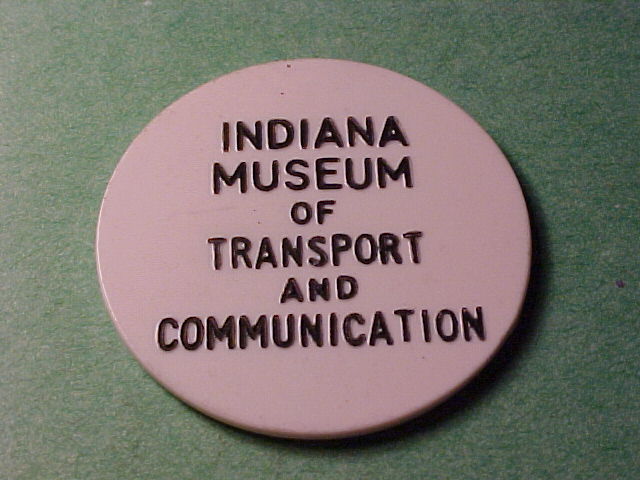 INDIANA
MUSEUM
OF
TRANSPORT
AND
COMMUNICATION